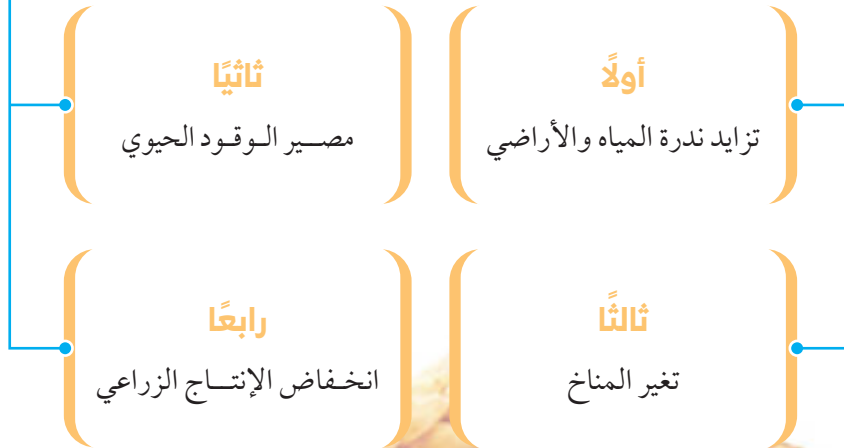 أولًا
تزايد ندرة المياه والأراضي
ثانيًا
مصير الوقود الحيوي
ثالثًا
تغير المناخ
رابعًا
انخفاض الإنتاج الزراعي